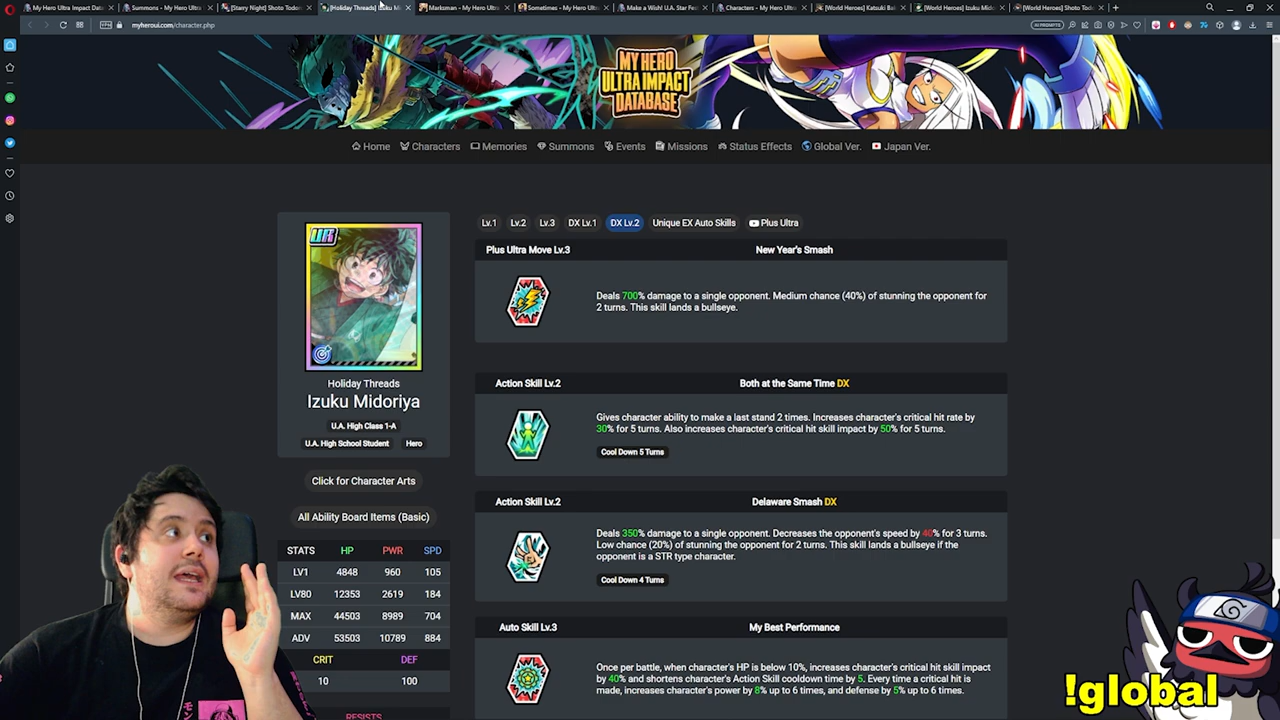 My Hero Ultra Impact Data
Summons - My Hero Ultra
[Starry Night] Shoto Todor
[Holiday Threads] Izuku Mi
Marksman - My Hero Ultra
Sometimes - My Hero Ultra
Make a Wish! U.A. Star Fes
Characters - My Hero Ultra
[World Heroes] Katsuki Ba
[World Heroes] Izuku Mido
[World Heroes] Shoto Tod
myheroui.com/character.php
AI PROMPTS
MY HERO
ULTRA IMPACT
DATABASE
Home
Characters
Memories
Summons
Events
Missions
Status Effects
Global Ver.
Japan Ver.
Lv.1
Lv.2
Lv.3
DX Lv.1
DX Lv.2
Unique EX Auto Skills
Plus Ultra
UR
Holiday Threads
Izuku Midoriya
U.A. High Class 1-A
U.A. High School Student
Hero
Click for Character Arts
All Ability Board Items (Basic)
STATS HP PWR SPD
LV1 4848 960 105
LV80 12353 2619 184
MAX 44503 8989 704
ADV 53503 10789 884
CRIT DEF
10 100
RESISTS
Plus Ultra Move Lv.3
New Year's Smash
Deals 700% damage to a single opponent. Medium chance (40%) of stunning the opponent for
2 turns. This skill lands a bullseye.
Action Skill Lv.2
Both at the Same Time DX
Gives character ability to make a last stand 2 times. Increases character's critical hit rate by
30% for 5 turns. Also increases character's critical hit skill impact by 50% for 5 turns.
Cool Down 5 Turns
Action Skill Lv.2
Delaware Smash DX
Deals 350% damage to a single opponent. Decreases the opponent's speed by 40% for 3 turns.
Low chance (20%) of stunning the opponent for 2 turns. This skill lands a bullseye if the
opponent is a STR type character.
Cool Down 4 Turns
Auto Skill Lv.3
My Best Performance
Once per battle, when character's HP is below 10%, increases character's critical hit skill impact
by 40% and shortens character's Action Skill cooldown time by 5. Every time a critical hit is
made, increases character's power by 8% up to 6 times, and defense by 5% up to 6 times.
!global